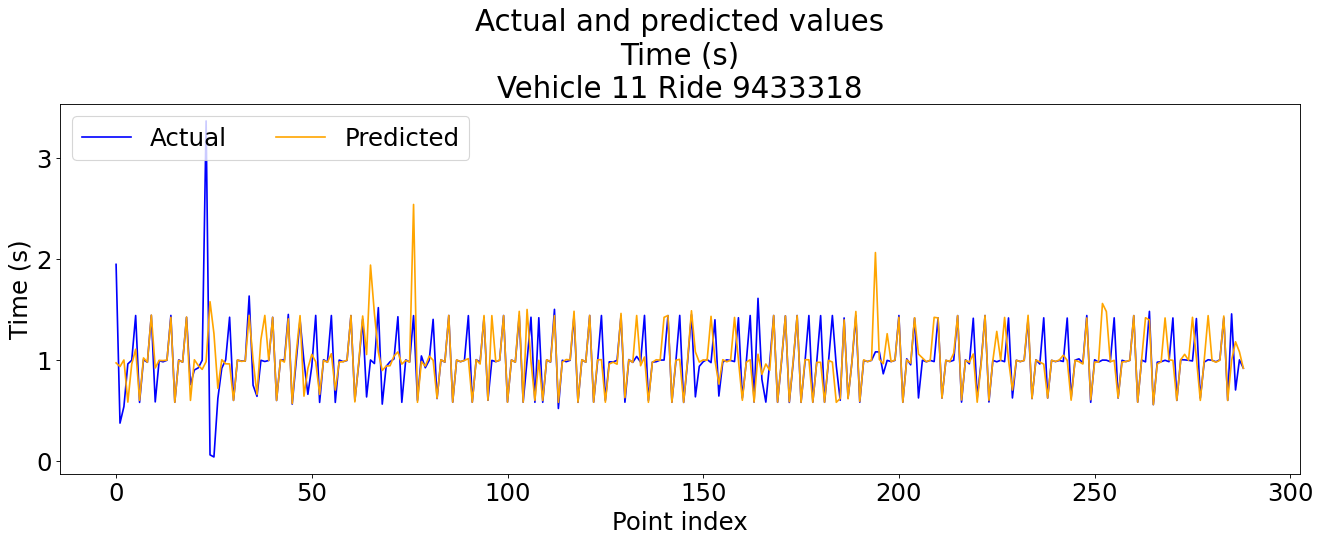 Actual and predicted values
Time (s)
Vehicle 11 Ride 9433318
Actual Predicted
Time (s)
3
2
1
0
0 50 100 150 200 250 300
Point index